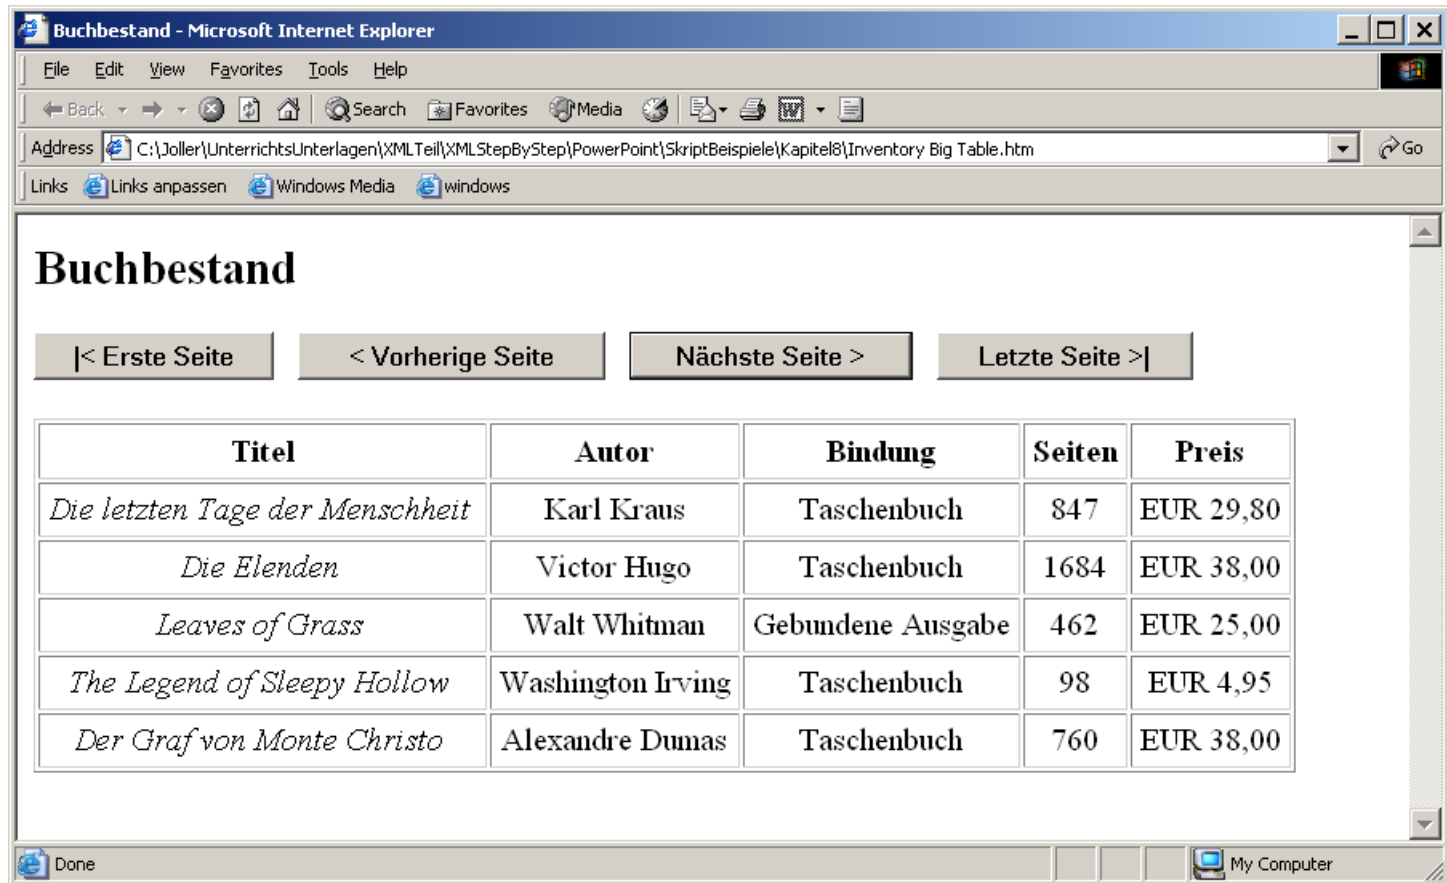 Buchbestand - Microsoft Internet Explorer
File Edit View Favorites Tools Help
Back Search Favorites Media
Address C:\Joller\UnterrichtsUnterlagen\XMLTeil\XMLStepByStep\PowerPoint\SkriptBeispiele\Kapitel8\Inventory Big Table.htm Go
Links Links anpassen Windows Media windows
Buchbestand
|< Erste Seite < Vorherige Seite Nächste Seite > Letzte Seite >|
Titel Autor Bindung Seiten Preis
Die letzten Tage der Menschheit Karl Kraus Taschenbuch 847 EUR 29,80
Die Elenden Victor Hugo Taschenbuch 1684 EUR 38,00
Leaves of Grass Walt Whitman Gebundene Ausgabe 462 EUR 25,00
The Legend of Sleepy Hollow Washington Irving Taschenbuch 98 EUR 4,95
Der Graf von Monte Christo Alexandre Dumas Taschenbuch 760 EUR 38,00
Done My Computer